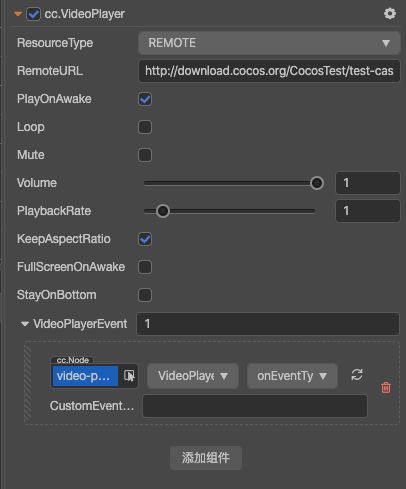 cc.VideoPlayer
ResourceType REMOTE
RemoteURL http://download.cocos.org/CocosTest/test-cas
PlayOnAwake
Loop
Mute
Volume 1
PlaybackRate 1
KeepAspectRatio
FullScreenOnAwake
StayOnBottom
VideoPlayerEvent 1
cc.Node
video-p... VideoPlaye onEventTy
CustomEvent...
添加组件